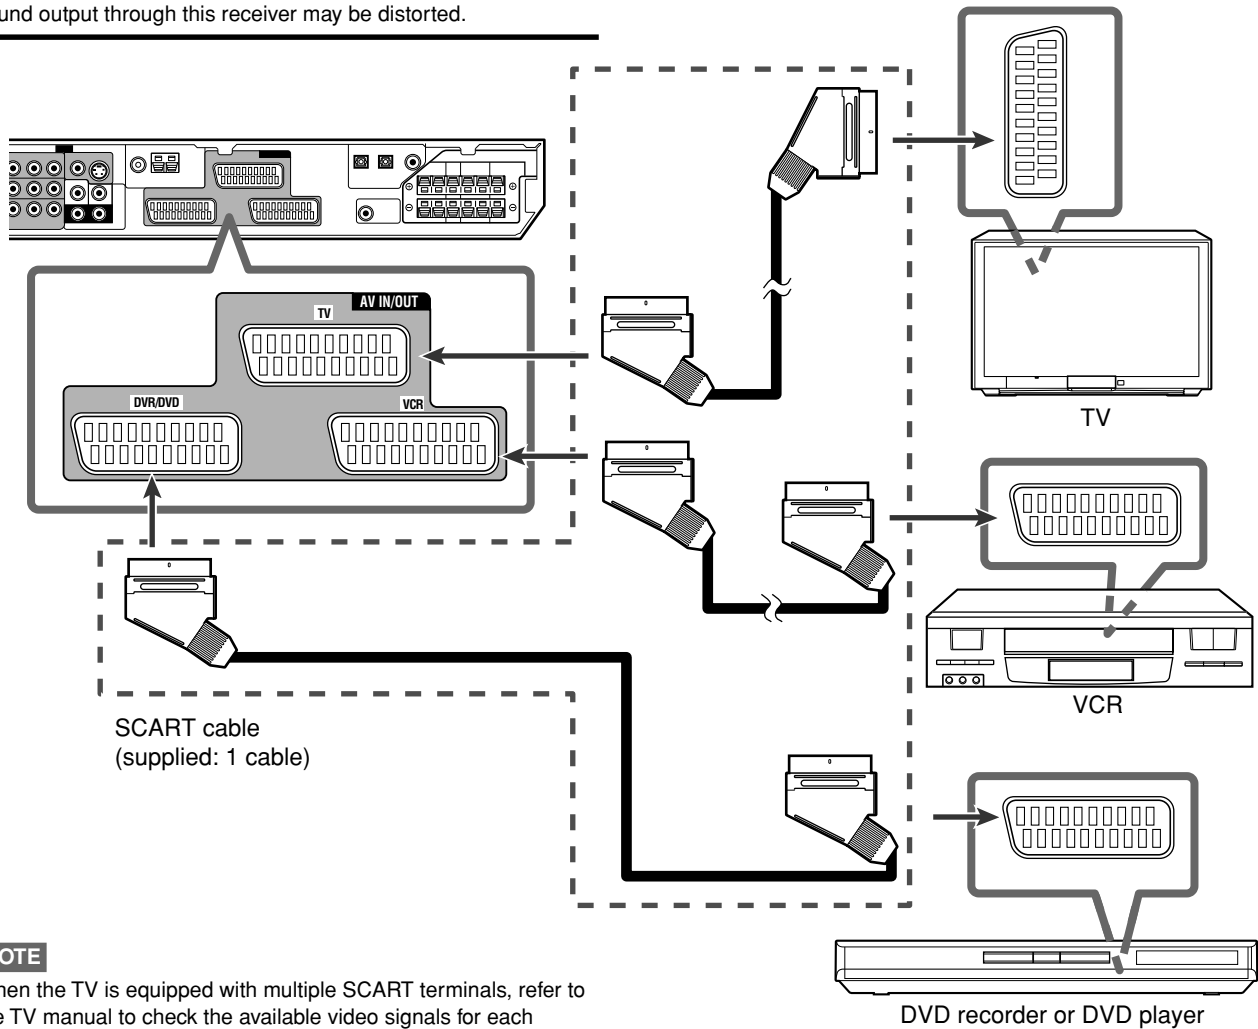 und output through this receiver may be distorted.
AV IN/OUT
TV
DVR/DVD
VCR
TV
VCR
SCART cable
(supplied: 1 cable)
DVD recorder or DVD player
OTE
hen the TV is equipped with multiple SCART terminals, refer to
e TV manual to check the available video signals for each